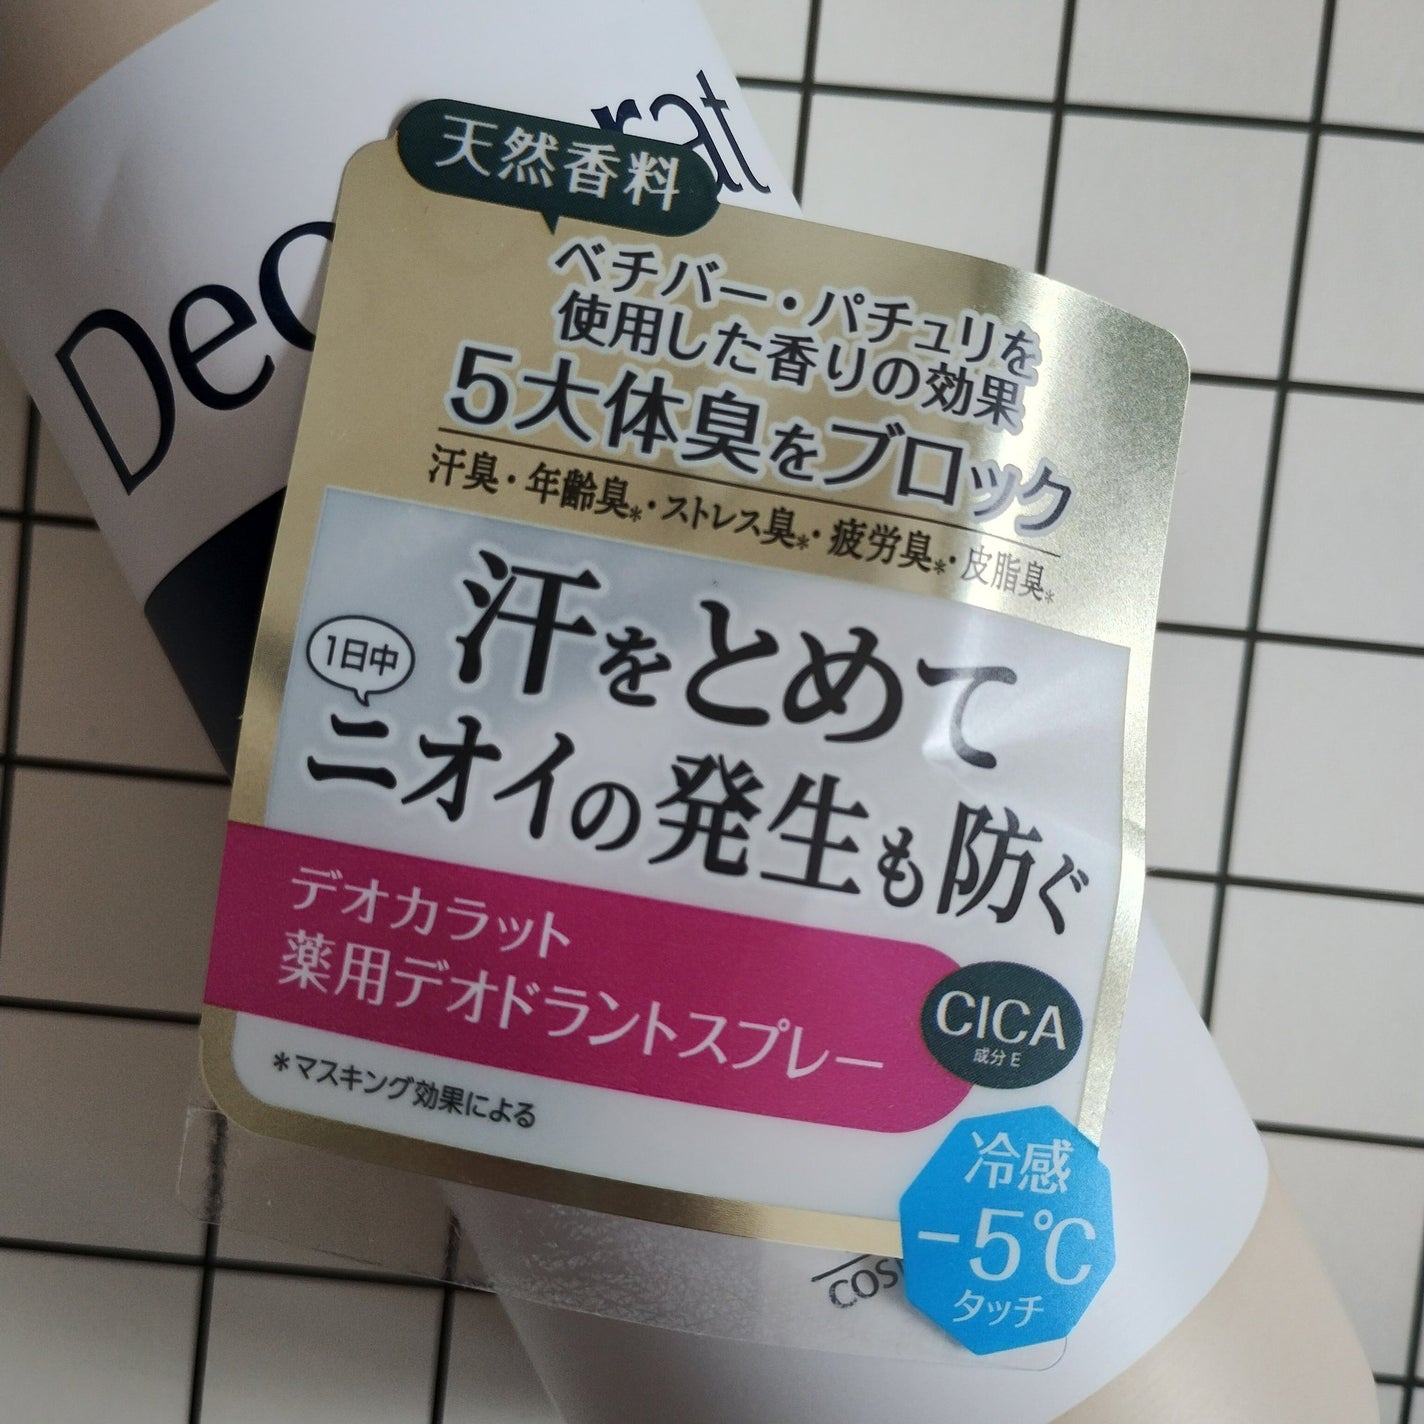 天然香料
ベチバー・パチュリを
使用した香りの効果
5大体臭をブロック
汗臭・年齢臭*・ストレス臭*・疲労臭*・皮脂臭*
1日中
汗をとめて
ニオイの発生も防ぐ
デオカラット
薬用デオドラントスプレー
CICA
成分E
*マスキング効果による
冷感
-5℃
タッチ